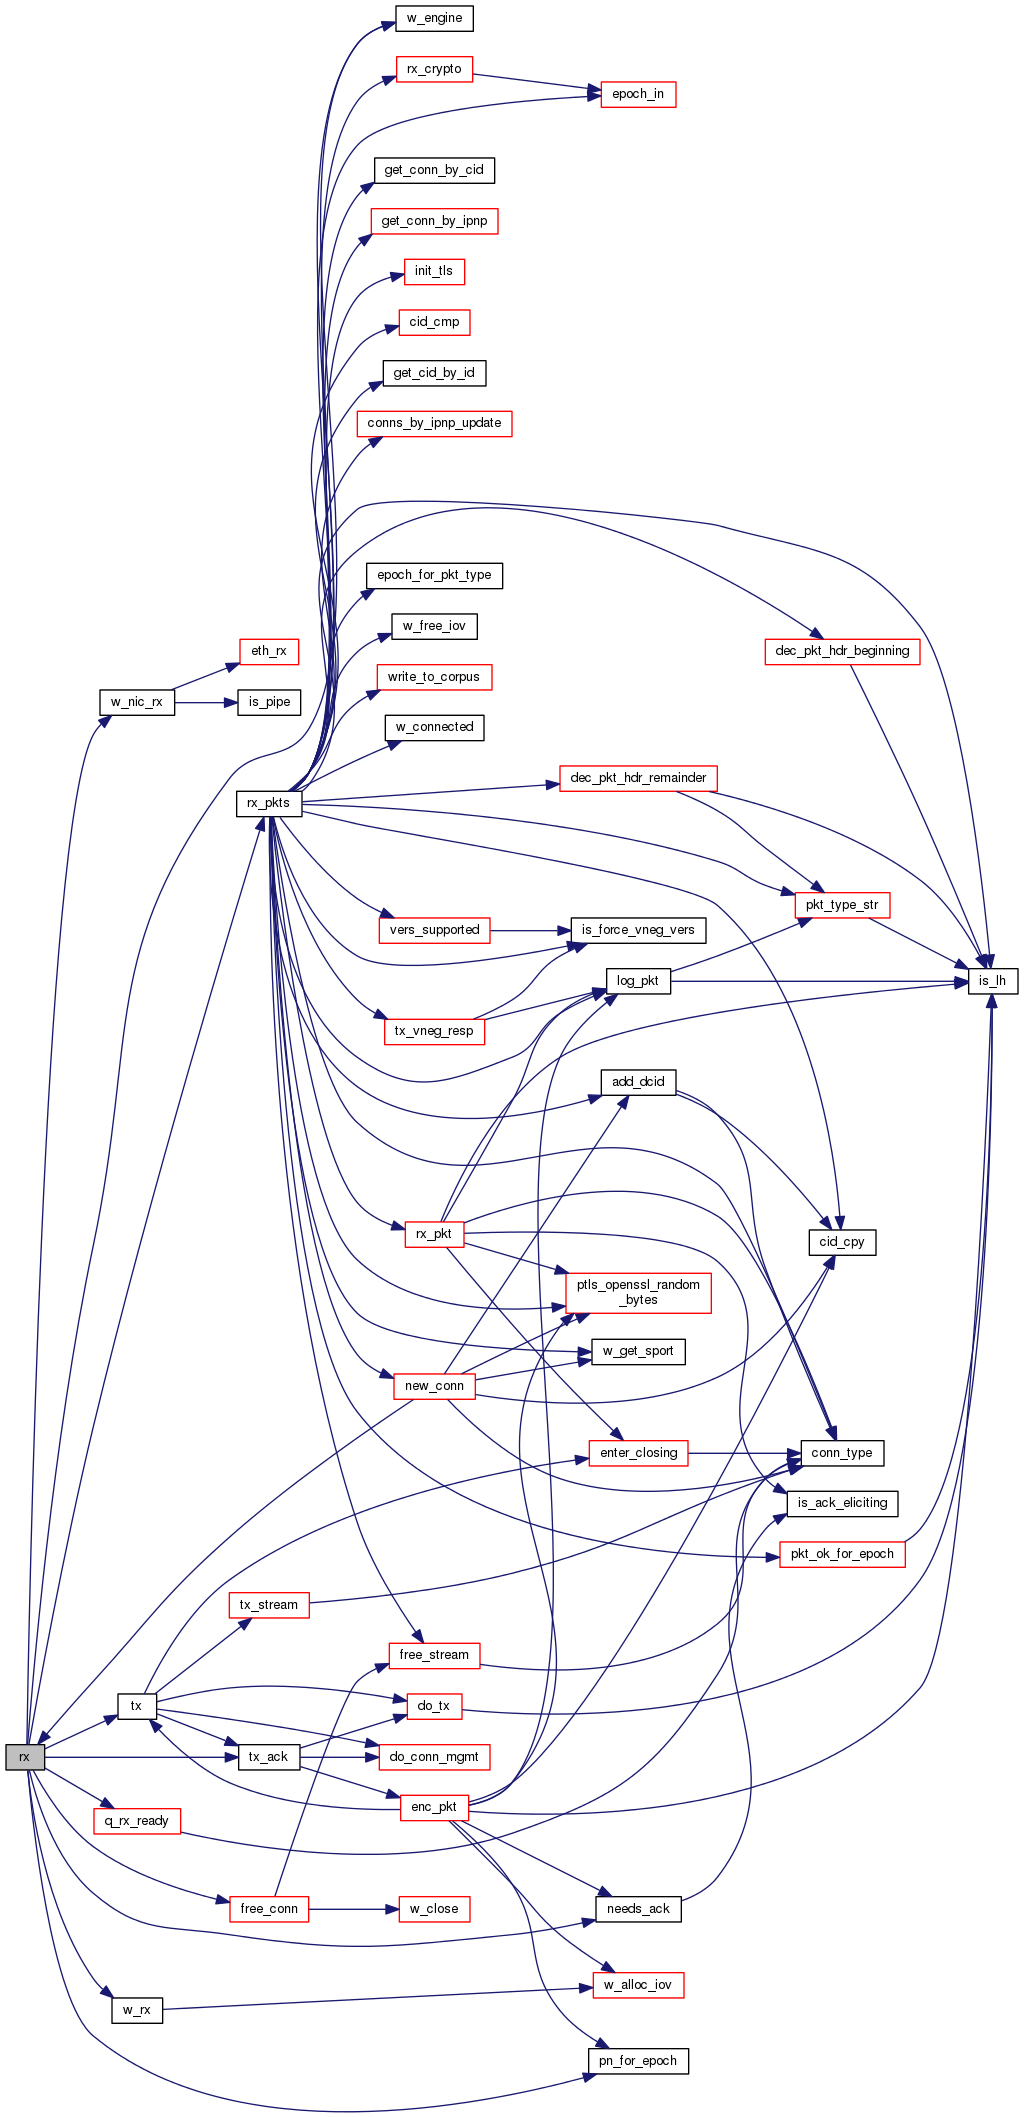 w_engine
rx_crypto
epoch_in
get_conn_by_cid
get_conn_by_ipnp
init_tls
cid_cmp
get_cid_by_id
conns_by_ipnp_update
epoch_for_pkt_type
w_free_iov
eth_rx
dec_pkt_hdr_beginning
write_to_corpus
w_nic_rx
is_pipe
w_connected
dec_pkt_hdr_remainder
rx_pkts
pkt_type_str
vers_supported
is_force_vneg_vers
log_pkt
is_lh
tx_vneg_resp
add_dcid
rx_pkt
cid_cpy
ptls_openssl_random
_bytes
w_get_sport
new_conn
enter_closing
conn_type
is_ack_eliciting
pkt_ok_for_epoch
tx_stream
free_stream
tx
do_tx
rx
tx_ack
do_conn_mgmt
enc_pkt
q_rx_ready
free_conn
w_close
needs_ack
w_alloc_iov
w_rx
pn_for_epoch